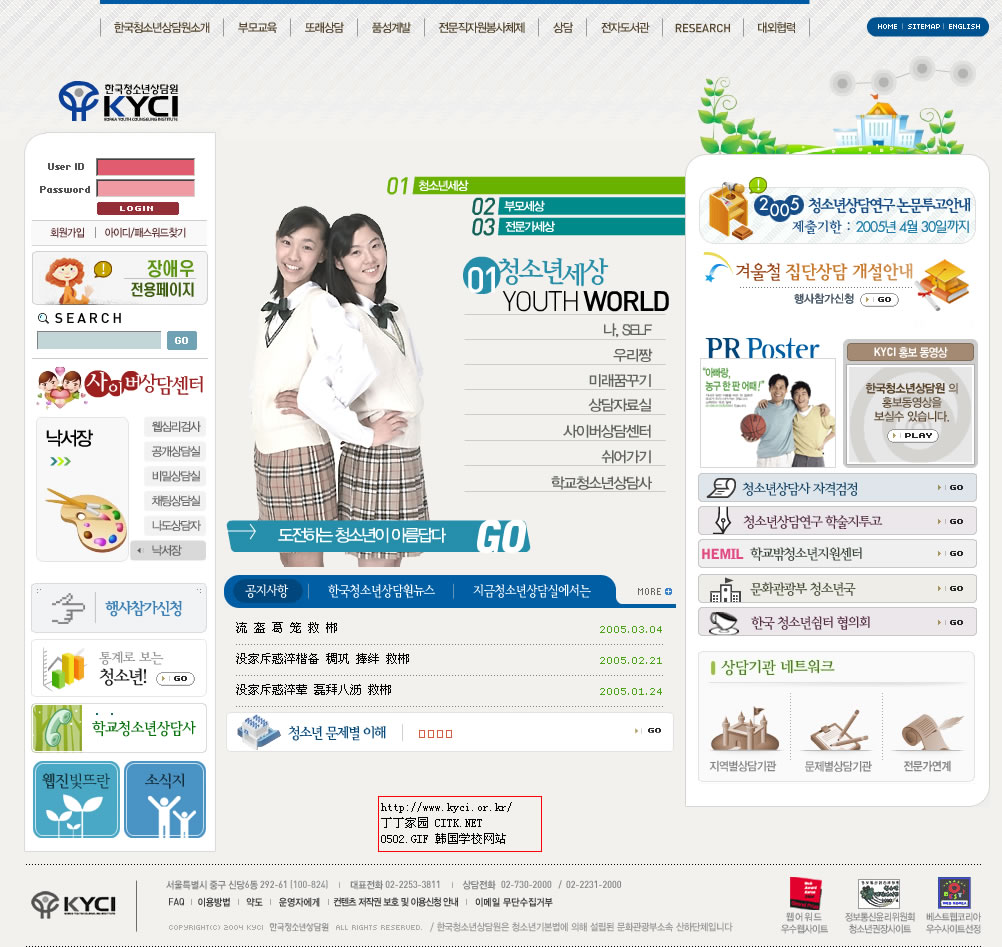 한국청소년상담원소개 부모교육 또래상담 품성계발 전문직자원봉사체제 상담 전자도서관 RESEARCH 대외협력
HOME SITEMAP ENGLISH
한국청소년상담원
KYCI
KOREA YOUTH COUNSELING INSTITUTE
User ID
Password
LOGIN
회원가입 아이디/패스워드찾기
장애우
전용페이지
SEARCH
GO
사이버상담센터
낙서장
웹심리검사
공개상담실
비밀상담실
채팅상담실
나도상담자
낙서장
행사참가신청
통계로 보는
청소년!
GO
학교청소년상담사
웹진빛뜨란
소식지
01 청소년세상
02 부모세상
03 전문가세상
01 청소년세상
YOUTH WORLD
나, SELF
우리짱
미래꿈꾸기
상담자료실
사이버상담센터
쉬어가기
학교청소년상담사
도전하는 청소년이 아름답다 GO
공지사항 한국청소년상담원뉴스 지금청소년상담실에서는 MORE
流 盔 葛 笼 救 郴 2005.03.04
没家斥惑淬楷备 稠巩 捧绊 救郴 2005.02.21
没家斥惑淬荤 磊拜八沥 救郴 2005.01.24
청소년 문제별 이해 GO
http://www.kyci.or.kr/
丁丁家园 CITK.NET
0502.GIF 韩国学校网站
2005 청소년상담연구 논문투고안내
제출기한 : 2005년 4월 30일까지
겨울철 집단상담 개설안내
행사참가신청 GO
PR Poster
"아빠랑,
농구 한 판 어때!"
KYCI 홍보 동영상
한국청소년상담원 의
홍보동영상을
보실수 있습니다.
PLAY
청소년상담사 자격검정 GO
청소년상담연구 학술지투고 GO
HEMIL 학교밖청소년지원센터 GO
문화관광부 청소년국 GO
한국 청소년쉼터 협의회 GO
상담기관 네트워크
지역별상담기관 문제별상담기관 전문가연계
KYCI
서울특별시 중구 신당6동 292-61 (100-824) 대표전화 02-2253-3811 상담전화 02-730-2000 / 02-2231-2000
FAQ 이용방법 약도 운영자에게 컨텐츠 저작권 보호 및 이용신청 안내 이메일 무단수집거부
COPYRIGHT(C) 2004 KYCI 한국청소년상담원 ALL RIGHTS RESERVED. / 한국청소년상담원은 청소년기본법에 의해 설립된 문화관광부소속 산하단체입니다
웹어워드
우수웹사이트
정보통신윤리위원회
청소년권장사이트
베스트웹코리아
우수사이트선정